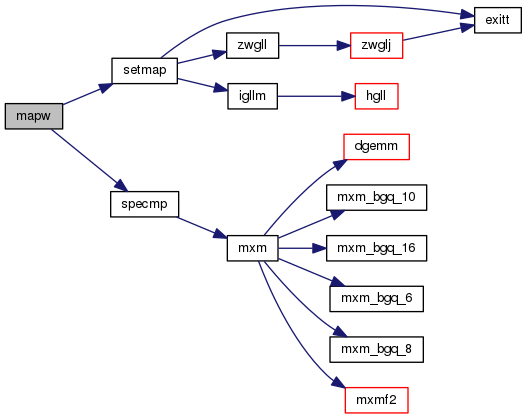 exitt
zwgll
zwglj
setmap
igllm
hgll
mapw
dgemm
mxm_bgq_10
specmp
mxm
mxm_bgq_16
mxm_bgq_6
mxm_bgq_8
mxmf2